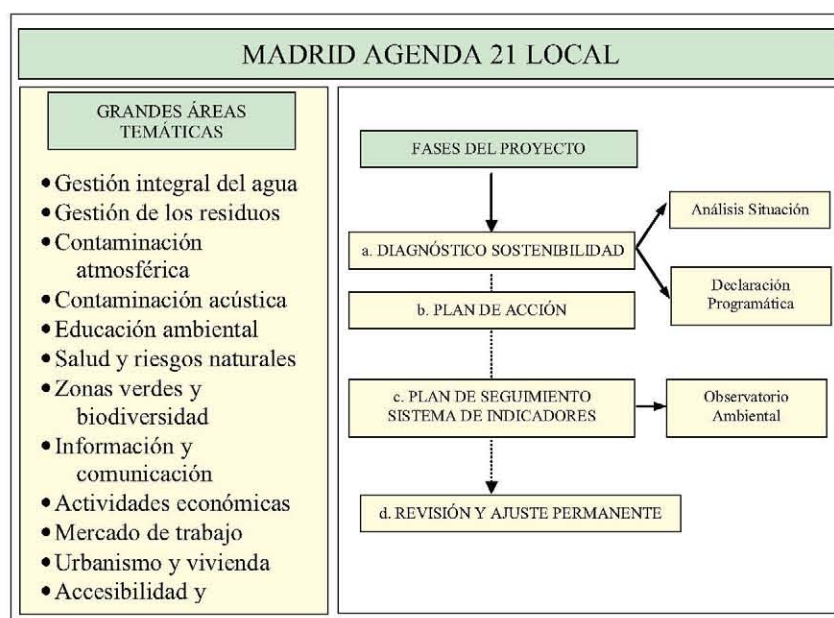 MADRID AGENDA 21 LOCAL
GRANDES ÁREAS
TEMÁTICAS
• Gestión integral del agua
• Gestión de los residuos
• Contaminación
atmosférica
• Contaminación acústica
• Educación ambiental
• Salud y riesgos naturales
• Zonas verdes y
biodiversidad
• Información y
comunicación
• Actividades económicas
• Mercado de trabajo
• Urbanismo y vivienda
• Accesibilidad y
FASES DEL PROYECTO
a. DIAGNÓSTICO SOSTENIBILIDAD
Análisis Situación
Declaración
Programática
b. PLAN DE ACCIÓN
c. PLAN DE SEGUIMIENTO
SISTEMA DE INDICADORES
Observatorio
Ambiental
d. REVISIÓN Y AJUSTE PERMANENTE